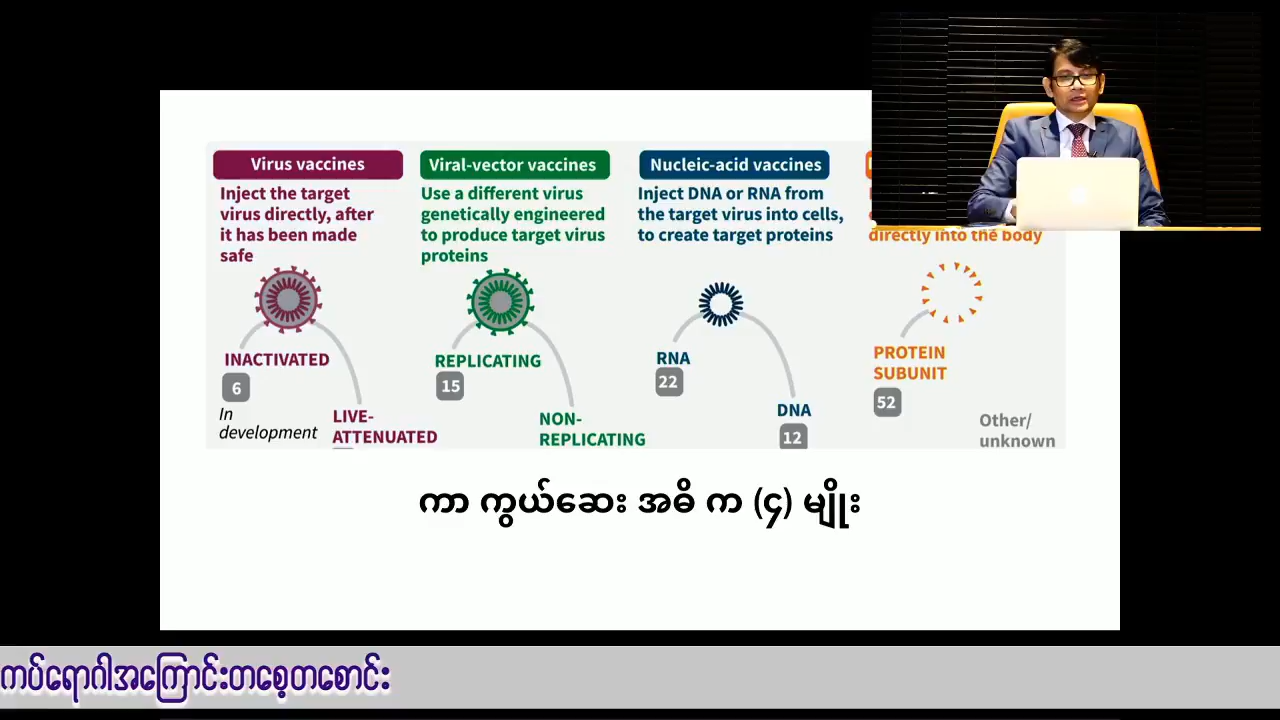 Virus vaccines
Inject the target
virus directly, after
it has been made
safe
INACTIVATED
6
In
development
LIVE-
ATTENUATED
Viral-vector vaccines
Use a different virus
genetically engineered
to produce target virus
proteins
REPLICATING
15
NON-
REPLICATING
Nucleic-acid vaccines
Inject DNA or RNA from
the target virus into cells,
to create target proteins
RNA
22
DNA
12
directly into the body
PROTEIN
SUBUNIT
52
Other/
unknown
ကာ ကွယ်ဆေး အဓိ က (၄) မျိုး
ကပ်ရောဂါအကြောင်းတစေ့တစောင်း